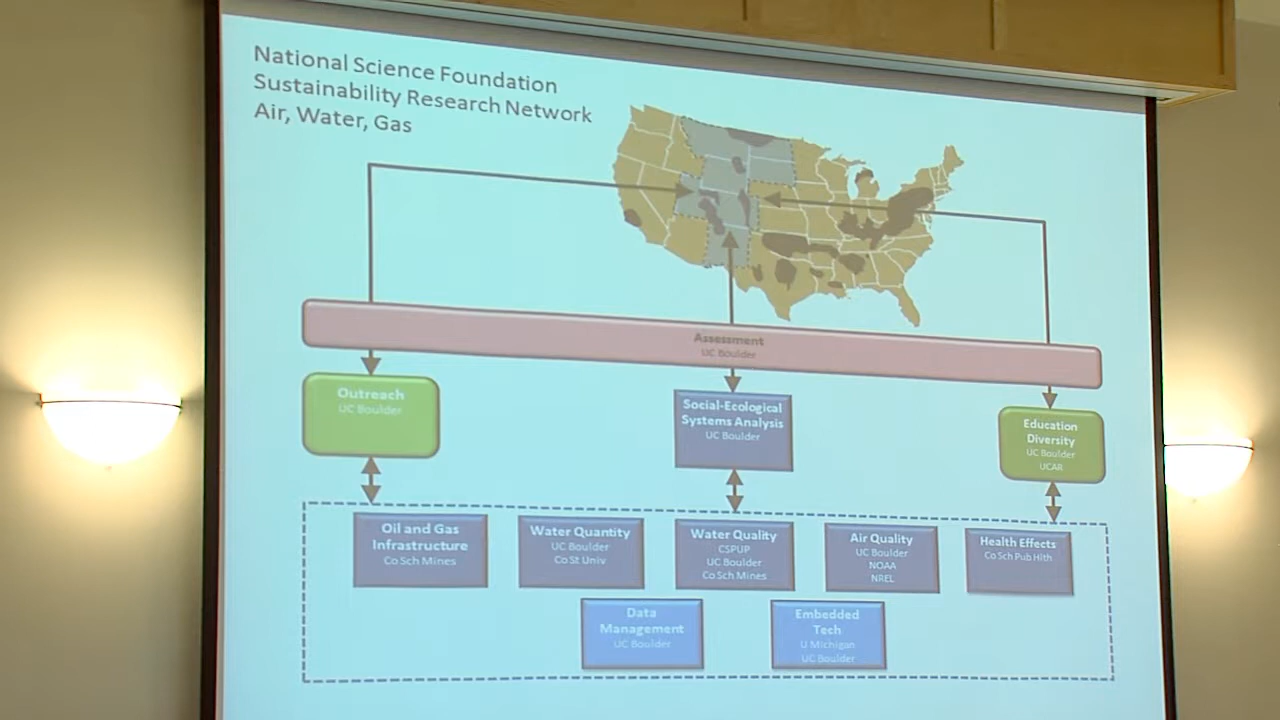 National Science Foundation
Sustainability Research Network
Air, Water, Gas
Assessment
UC Boulder
Outreach
UC Boulder
Social-Ecological
Systems Analysis
UC Boulder
Education
Diversity
UC Boulder
UCAR
Oil and Gas
Infrastructure
Co Sch Mines
Water Quantity
UC Boulder
Co St Univ
Water Quality
CSPUP
UC Boulder
Co Sch Mines
Air Quality
UC Boulder
NOAA
NREL
Health Effects
Co Sch Pub Hlth
Data
Management
UC Boulder
Embedded
Tech
U Michigan
UC Boulder